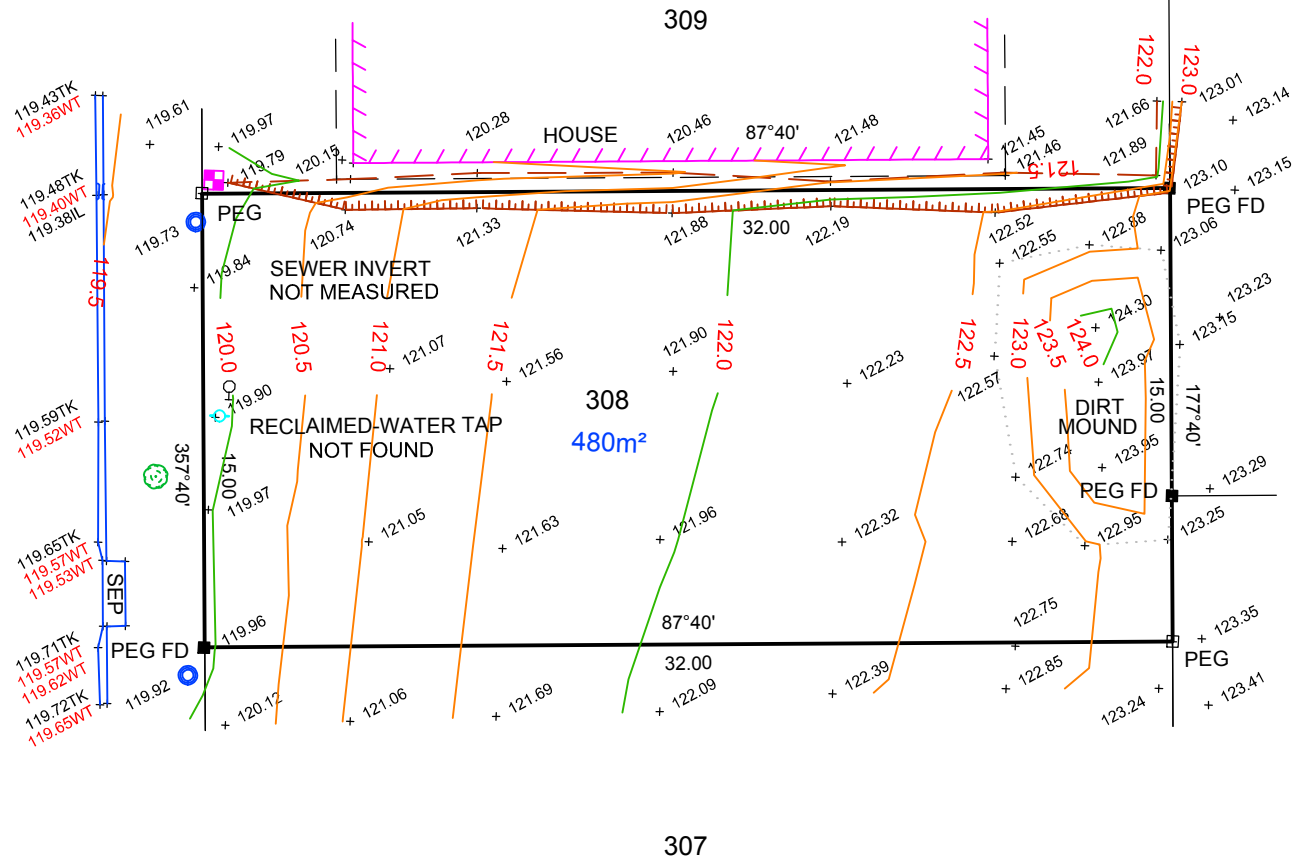 309
122.0
123.0
119.43TK
119.36WT
119.61
119.97
120.28
HOUSE
120.46
87°40'
121.48
121.45
121.46
121.66
121.89
123.01
123.14
119.79
120.15
121.5
119.48TK
119.40WT
119.38IL
PEG
123.10
123.15
PEG FD
119.73
120.74
121.33
121.88
32.00
122.19
122.52
122.55
122.88
123.06
119.84
SEWER INVERT
NOT MEASURED
119.5
123.23
123.15
124.30
120.0
120.5
121.0
121.07
121.5
121.56
121.90
122.0
122.23
122.5
122.57
123.0
123.5
124.0
123.97
119.90
RECLAIMED-WATER TAP
NOT FOUND
308
480m²
DIRT
MOUND
15.00
177°40'
119.59TK
119.52WT
357°40'
15.00
122.74
123.95
PEG FD
123.29
119.97
121.05
121.63
121.96
122.32
122.68
122.95
123.25
119.65TK
119.57WT
119.53WT
SEP
119.96
87°40'
122.75
123.35
119.71TK
119.57WT
119.62WT
PEG FD
32.00
PEG
119.72TK
119.65WT
119.92
120.12
121.06
121.69
122.09
122.39
122.85
123.24
123.41
307